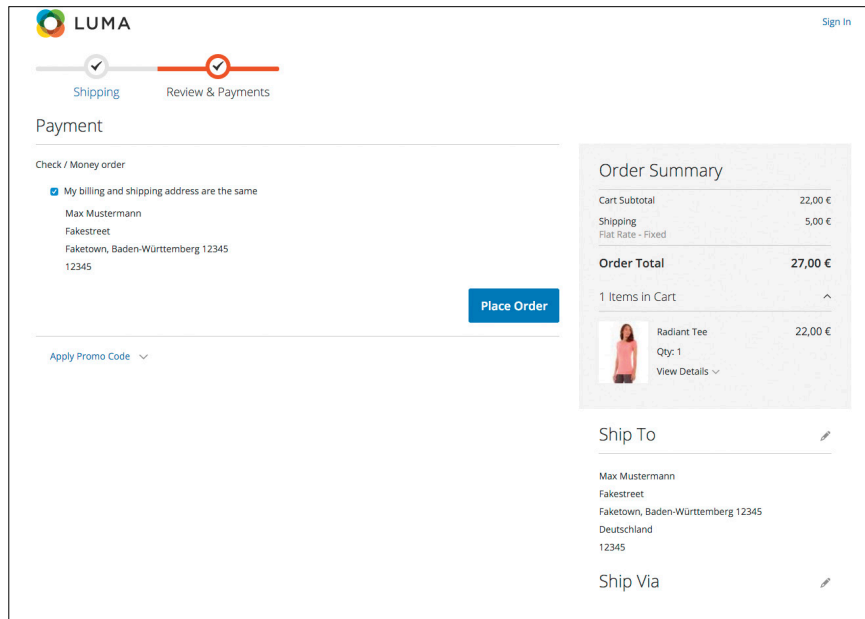 LUMA
Sign In
Shipping
Review & Payments
Payment
Check / Money order
My billing and shipping address are the same
Max Mustermann
Fakestreet
Faketown, Baden-Württemberg 12345
12345
Place Order
Apply Promo Code
Order Summary
Cart Subtotal 22,00 €
Shipping 5,00 €
Flat Rate - Fixed
Order Total 27,00 €
1 Items in Cart
Radiant Tee 22,00 €
Qty: 1
View Details
Ship To
Max Mustermann
Fakestreet
Faketown, Baden-Württemberg 12345
Deutschland
12345
Ship Via